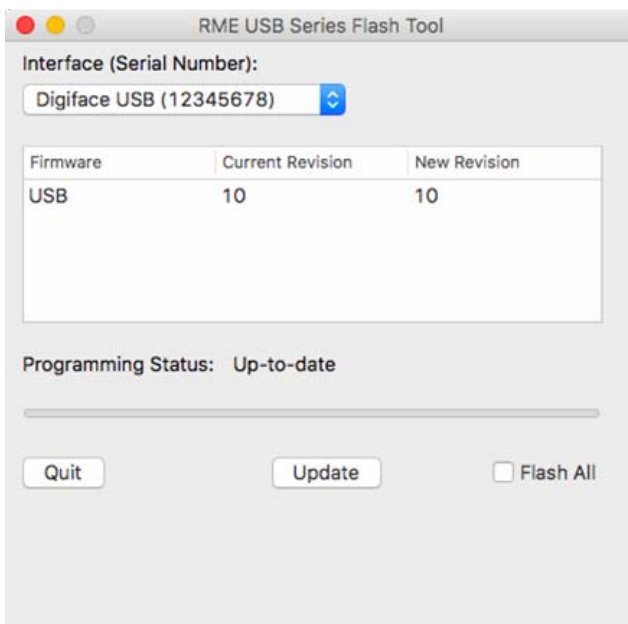 RME USB Series Flash Tool
Interface (Serial Number):
Digiface USB (12345678)
Firmware Current Revision New Revision
USB 10 10
Programming Status: Up-to-date
Quit Update Flash All